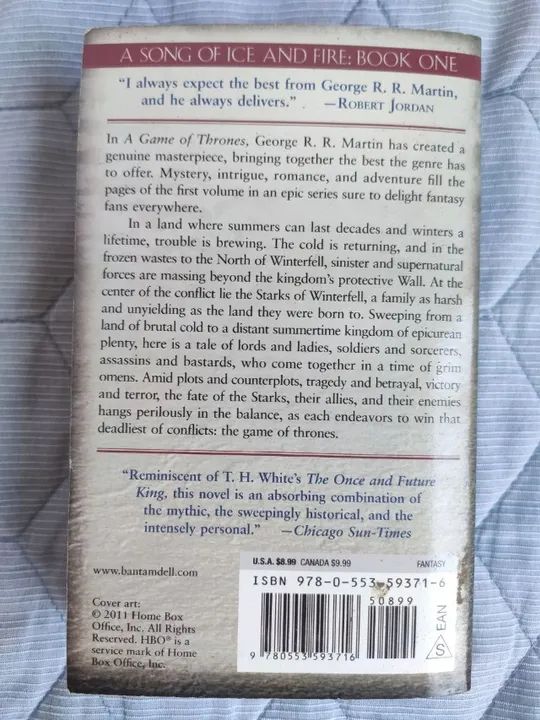 A SONG OF ICE AND FIRE: BOOK ONE
“I always expect the best from George R. R. Martin,
and he always delivers.” —ROBERT JORDAN
In A Game of Thrones, George R. R. Martin has created a
genuine masterpiece, bringing together the best the genre has
to offer. Mystery, intrigue, romance, and adventure fill the
pages of the first volume in an epic series sure to delight fantasy
fans everywhere.
In a land where summers can last decades and winters a
lifetime, trouble is brewing. The cold is returning, and in the
frozen wastes to the North of Winterfell, sinister and supernatural
forces are massing beyond the kingdom’s protective Wall. At the
center of the conflict lie the Starks of Winterfell, a family as harsh
and unyielding as the land they were born to. Sweeping from a
land of brutal cold to a distant summertime kingdom of epicurean
plenty, here is a tale of lords and ladies, soldiers and sorcerers,
assassins and bastards, who come together in a time of grim
omens. Amid plots and counterplots, tragedy and betrayal, victory
and terror, the fate of the Starks, their allies, and their enemies
hangs perilously in the balance, as each endeavors to win that
deadliest of conflicts: the game of thrones.
“Reminiscent of T. H. White’s The Once and Future
King, this novel is an absorbing combination of
the mythic, the sweepingly historical, and the
intensely personal.” —Chicago Sun-Times
U.S.A. $8.99 CANADA $9.99 FANTASY
ISBN 978-0-553-59371-6
50899
9 780553 593716
EAN
S
www.bantamdell.com
Cover art:
© 2011 Home Box
Office, Inc. All Rights
Reserved. HBO® is a
service mark of Home
Box Office, Inc.